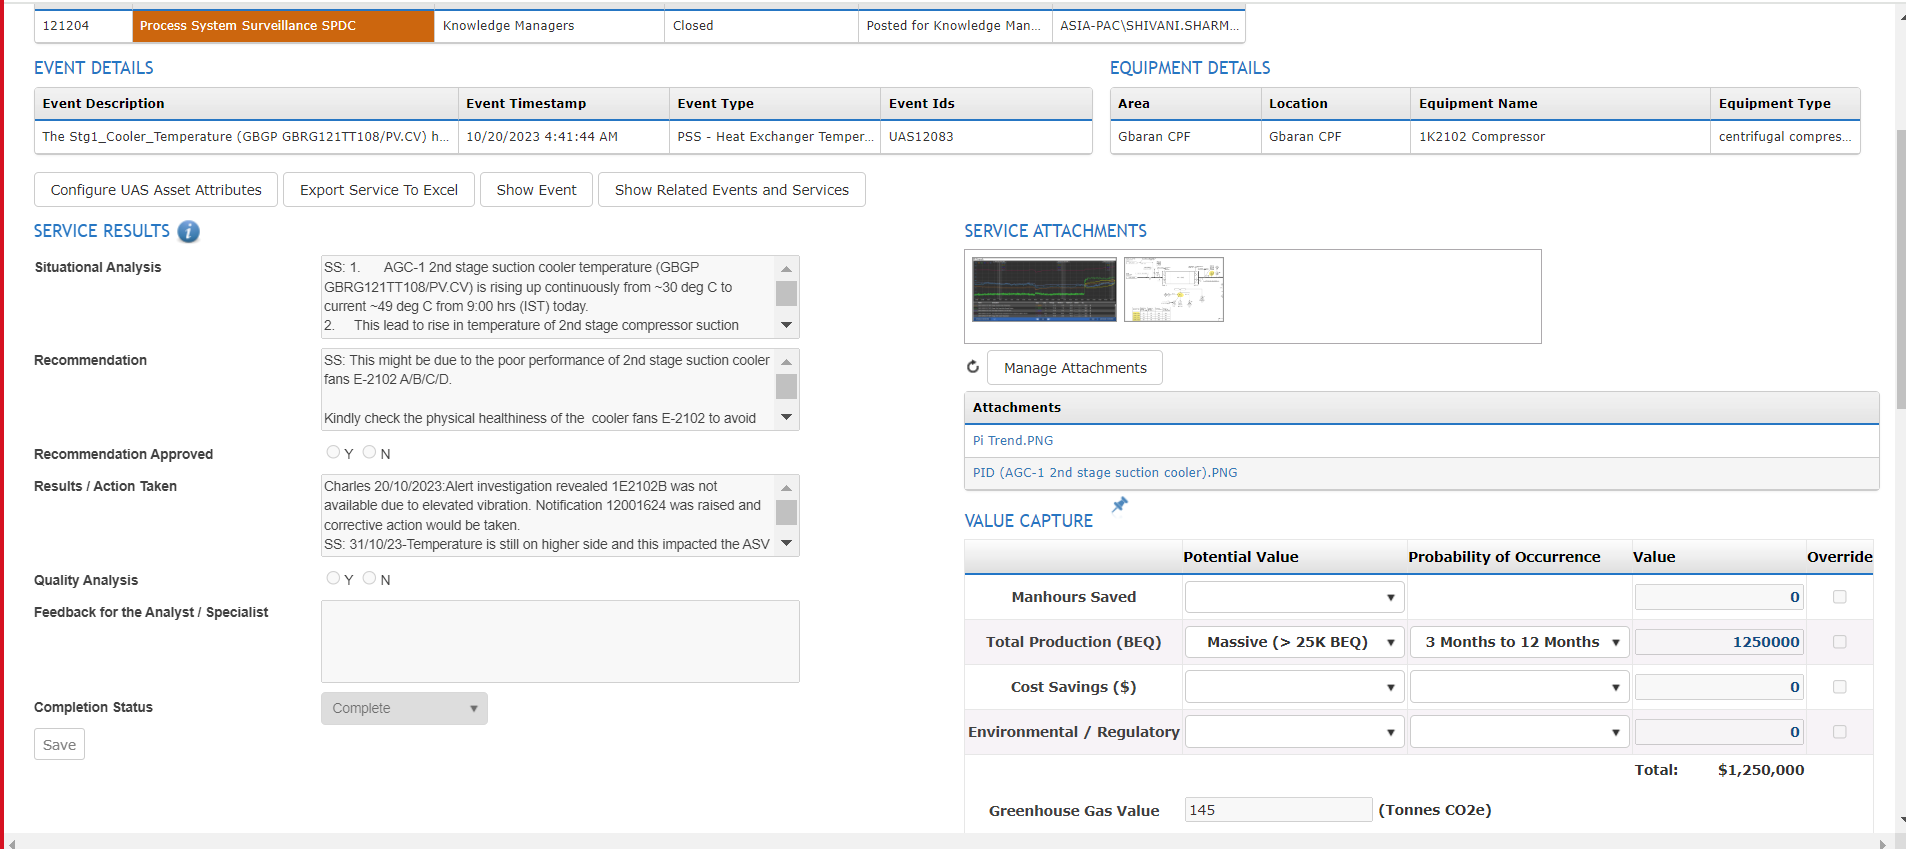 121204 Process System Surveillance SPDC Knowledge Managers Closed Posted for Knowledge Man... ASIA-PAC\SHIVANI.SHARM...
EVENT DETAILS
Event Description Event Timestamp Event Type Event Ids
The Stg1_Cooler_Temperature (GBGP GBRG121TT108/PV.CV) h... 10/20/2023 4:41:44 AM PSS - Heat Exchanger Temper... UAS12083
EQUIPMENT DETAILS
Area Location Equipment Name Equipment Type
Gbaran CPF Gbaran CPF 1K2102 Compressor centrifugal compres...
Configure UAS Asset Attributes Export Service To Excel Show Event Show Related Events and Services
SERVICE RESULTS i
Situational Analysis
SS: 1. AGC-1 2nd stage suction cooler temperature (GBGP
GBRG121TT108/PV.CV) is rising up continuously from ~30 deg C to
current ~49 deg C from 9:00 hrs (IST) today.
2. This lead to rise in temperature of 2nd stage compressor suction
Recommendation
SS: This might be due to the poor performance of 2nd stage suction cooler
fans E-2102 A/B/C/D.
Kindly check the physical healthiness of the cooler fans E-2102 to avoid
Recommendation Approved Y N
Results / Action Taken
Charles 20/10/2023:Alert investigation revealed 1E2102B was not
available due to elevated vibration. Notification 12001624 was raised and
corrective action would be taken.
SS: 31/10/23-Temperature is still on higher side and this impacted the ASV
Quality Analysis Y N
Feedback for the Analyst / Specialist
Completion Status Complete
Save
SERVICE ATTACHMENTS
Manage Attachments
Attachments
Pi Trend.PNG
PID (AGC-1 2nd stage suction cooler).PNG
VALUE CAPTURE
Potential Value Probability of Occurrence Value Override
Manhours Saved 0
Total Production (BEQ) Massive (> 25K BEQ) 3 Months to 12 Months 1250000
Cost Savings ($) 0
Environmental / Regulatory 0
Total: $1,250,000
Greenhouse Gas Value 145 (Tonnes CO2e)